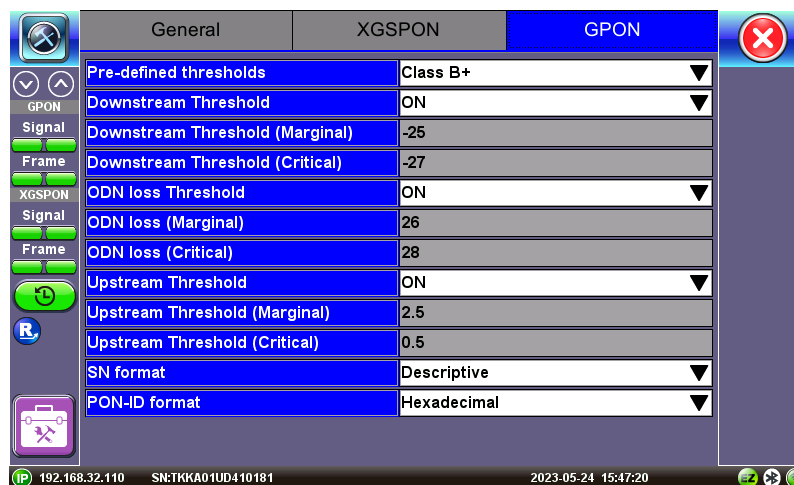 General XGSPON GPON
Pre-defined thresholds Class B+
Downstream Threshold ON
Downstream Threshold (Marginal) -25
Downstream Threshold (Critical) -27
ODN loss Threshold ON
ODN loss (Marginal) 26
ODN loss (Critical) 28
Upstream Threshold ON
Upstream Threshold (Marginal) 2.5
Upstream Threshold (Critical) 0.5
SN format Descriptive
PON-ID format Hexadecimal
GPON
Signal
Frame
XGSPON
Signal
Frame
R
IP 192.168.32.110 SN:TKKA01UD410181 2023-05-24 15:47:20 EZ